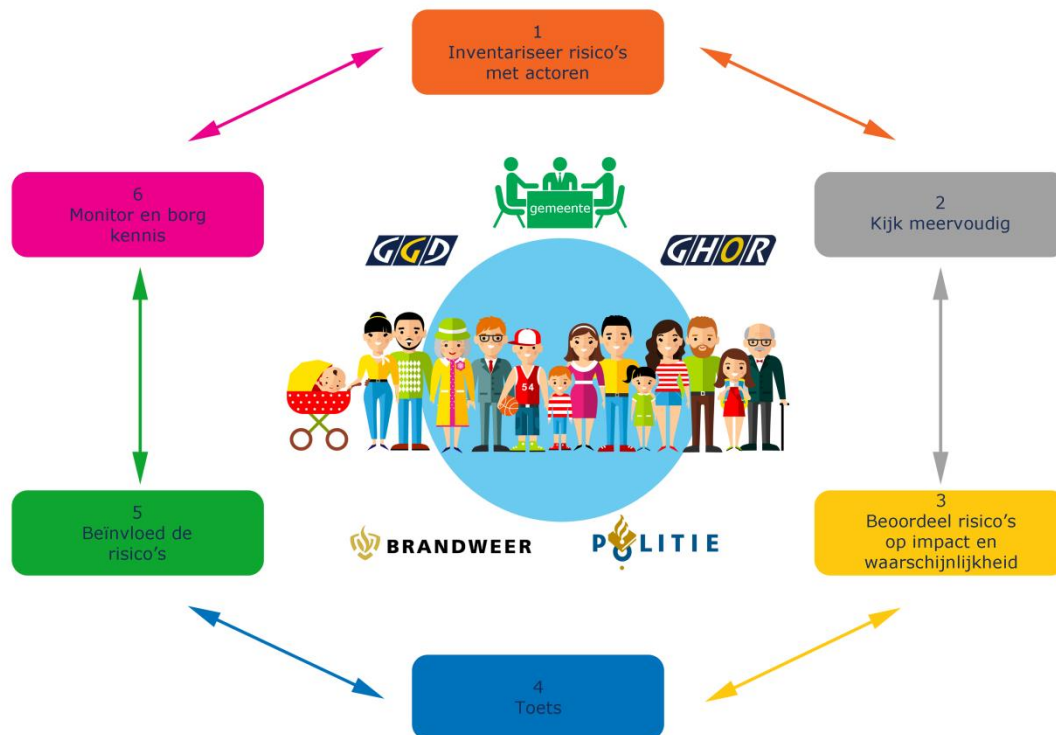 1
Inventariseer risico's
met actoren
6
Monitor en borg
kennis
2
Kijk meervoudig
gemeente
GGD
GHOR
54
5
Beïnvloed de
risico's
3
Beoordeel risico's
op impact en
waarschijnlijkheid
BRANDWEER
POLITIE
4
Toets